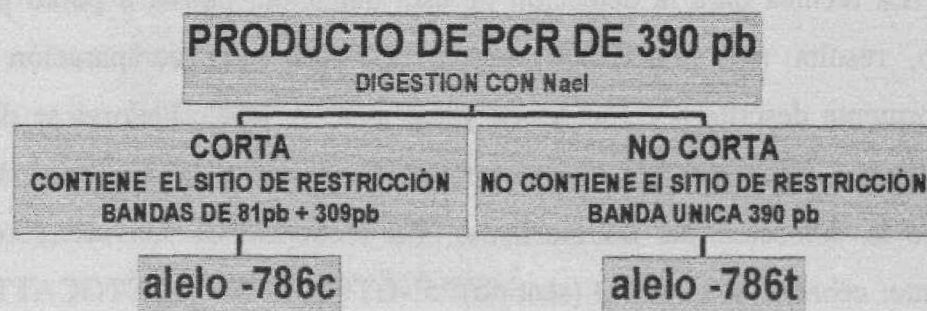 PRODUCTO DE PCR DE 390 pb
DIGESTION CON NaeI
CORTA
CONTIENE EL SITIO DE RESTRICCIÓN
BANDAS DE 81pb + 309pb
NO CORTA
NO CONTIENE El SITIO DE RESTRICCIÓN
BANDA UNICA 390 pb
alelo -786c
alelo -786t